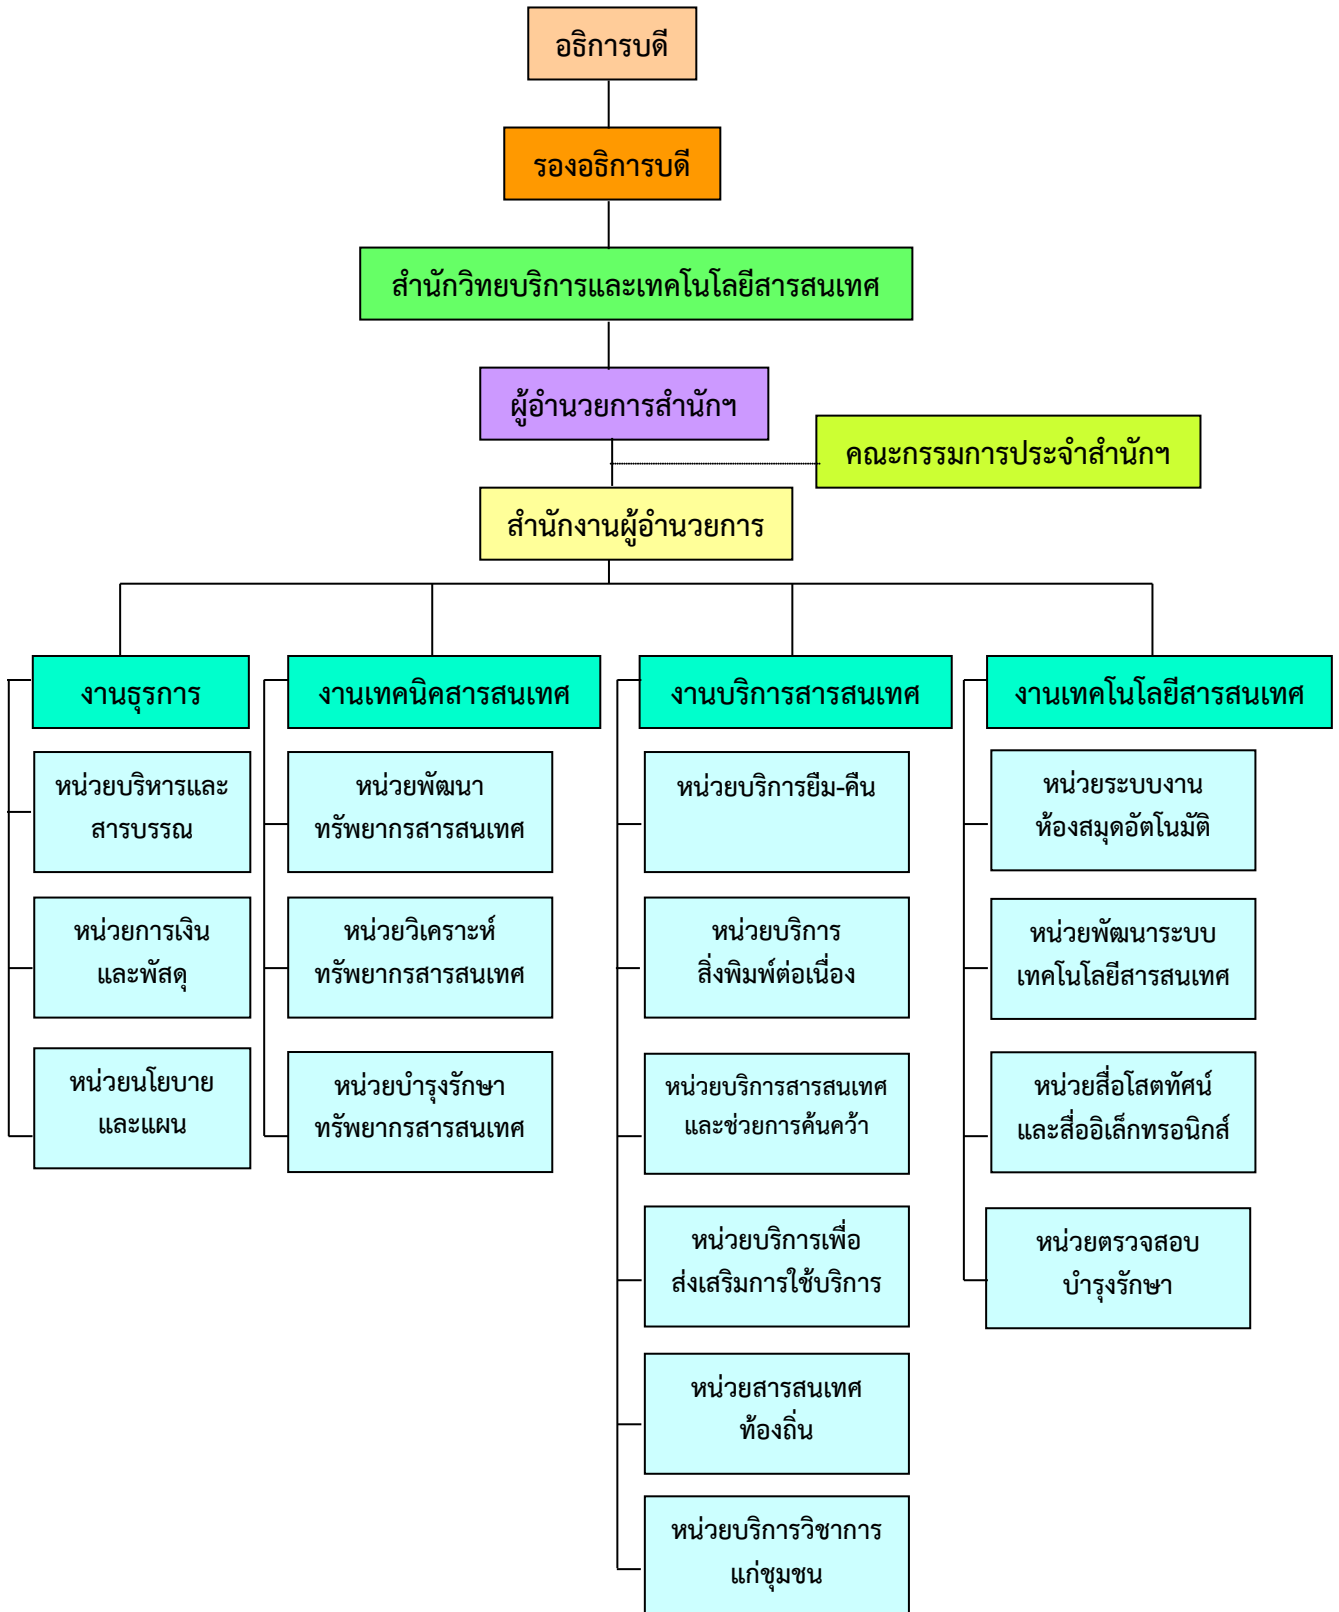 อธิการบดี
รองอธิการบดี
สำนักวิทยบริการและเทคโนโลยีสารสนเทศ
ผู้อำนวยการสำนักฯ
คณะกรรมการประจำสำนักฯ
สำนักงานผู้อำนวยการ
งานธุรการ
หน่วยบริหารและ
สารบรรณ
หน่วยการเงิน
และพัสดุ
หน่วยนโยบาย
และแผน
งานเทคนิคสารสนเทศ
หน่วยพัฒนา
ทรัพยากรสารสนเทศ
หน่วยวิเคราะห์
ทรัพยากรสารสนเทศ
หน่วยบำรุงรักษา
ทรัพยากรสารสนเทศ
งานบริการสารสนเทศ
หน่วยบริการยืม-คืน
หน่วยบริการ
สิ่งพิมพ์ต่อเนื่อง
หน่วยบริการสารสนเทศ
และช่วยการค้นคว้า
หน่วยบริการเพื่อ
ส่งเสริมการใช้บริการ
หน่วยสารสนเทศ
ท้องถิ่น
หน่วยบริการวิชาการ
แก่ชุมชน
งานเทคโนโลยีสารสนเทศ
หน่วยระบบงาน
ห้องสมุดอัตโนมัติ
หน่วยพัฒนาระบบ
เทคโนโลยีสารสนเทศ
หน่วยสื่อโสตทัศน์
และสื่ออิเล็กทรอนิกส์
หน่วยตรวจสอบ
บำรุงรักษา